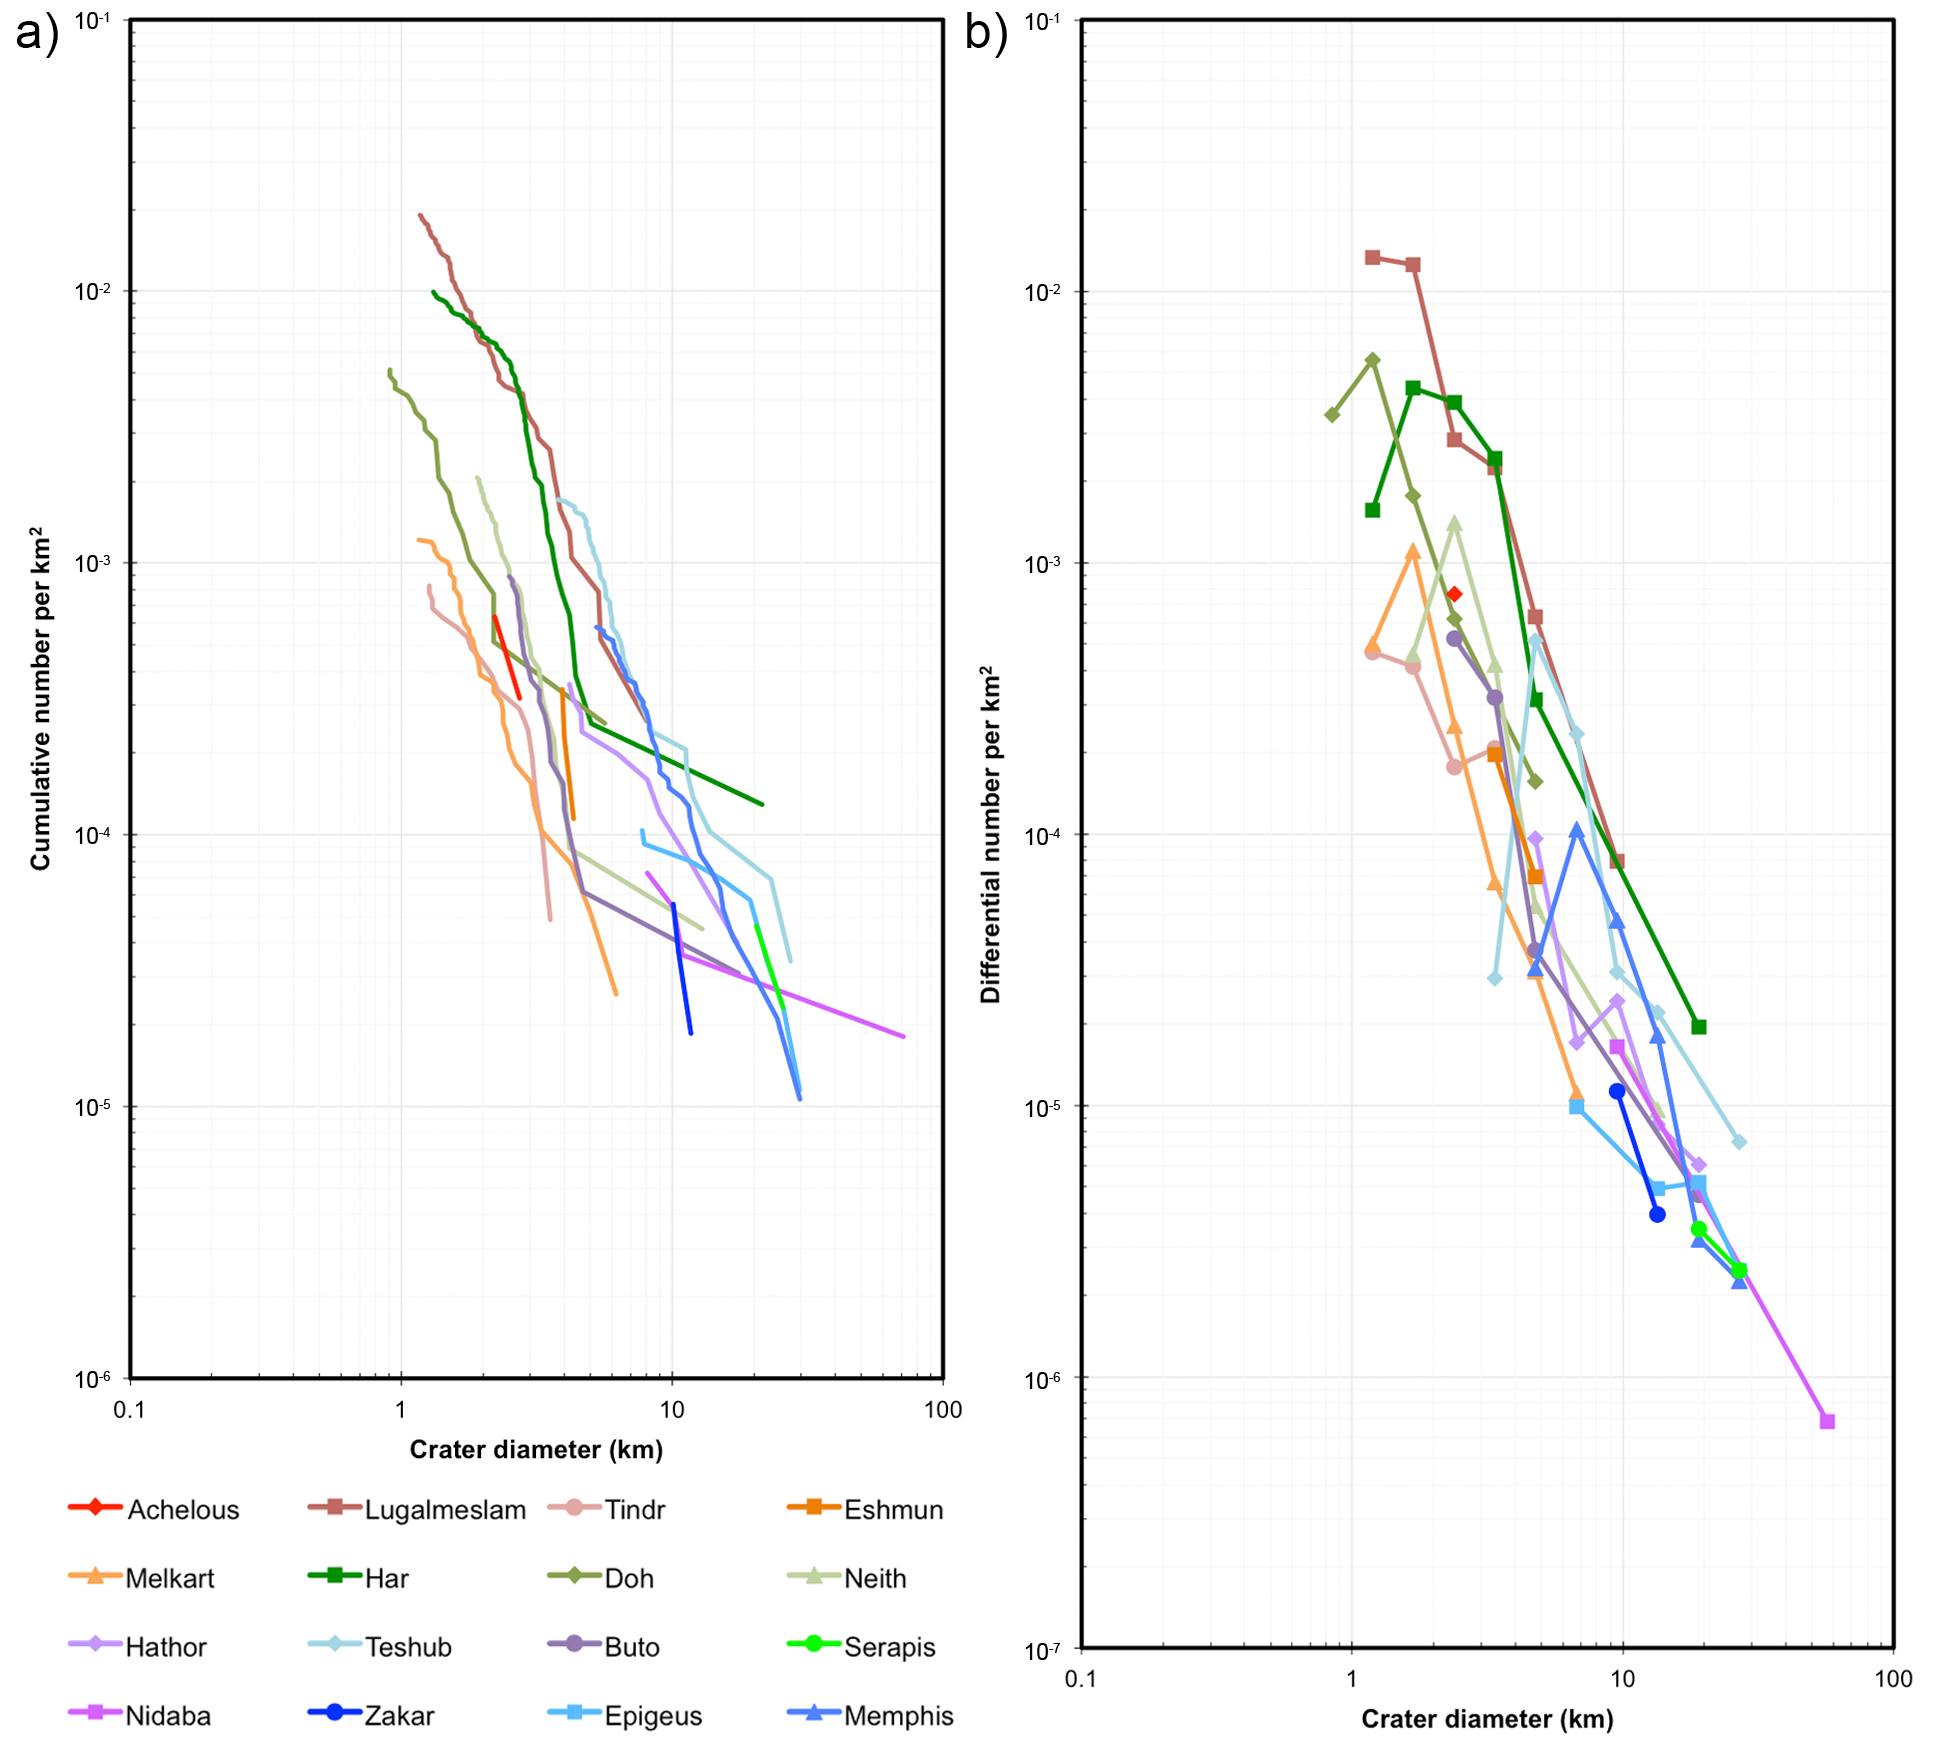 a)
10-1
10-2
10-3
10-4
10-5
10-6
Cumulative number per km2
0.1 1 10 100
Crater diameter (km)
b)
10-1
10-2
10-3
10-4
10-5
10-6
10-7
Differential number per km2
0.1 1 10 100
Crater diameter (km)
Achelous Lugalmeslam Tindr Eshmun
Melkart Har Doh Neith
Hathor Teshub Buto Serapis
Nidaba Zakar Epigeus Memphis